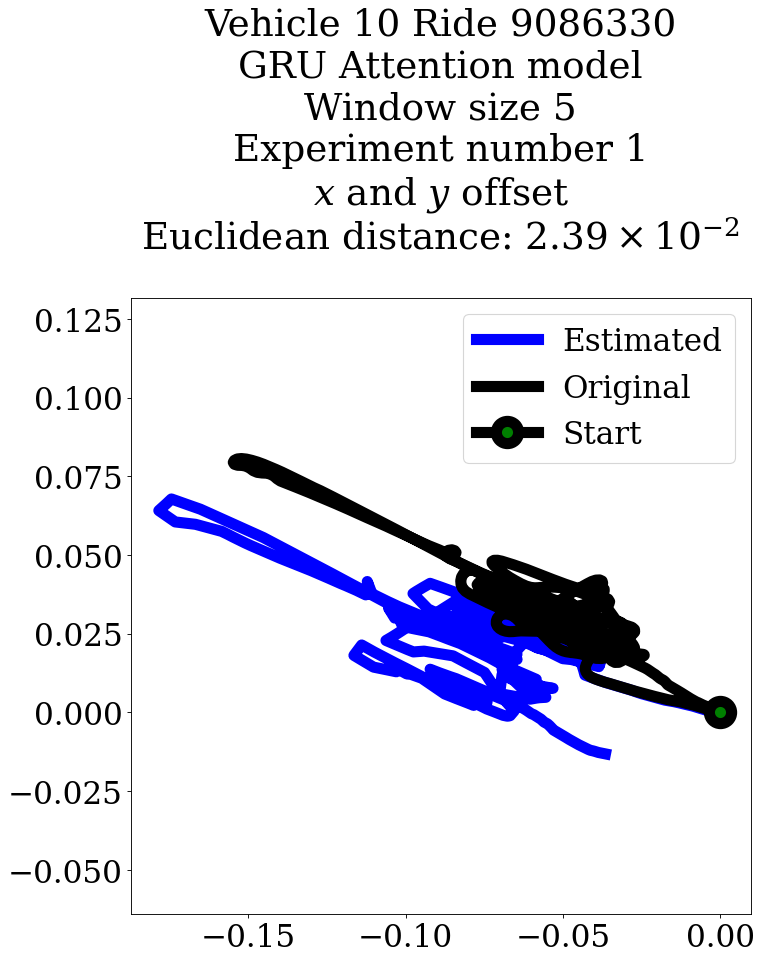 Vehicle 10 Ride 9086330
GRU Attention model
Window size 5
Experiment number 1
x and y offset
Euclidean distance: 2.39 × 10⁻²
Estimated
Original
Start
0.125
0.100
0.075
0.050
0.025
0.000
−0.025
−0.050
−0.15 −0.10 −0.05 0.00